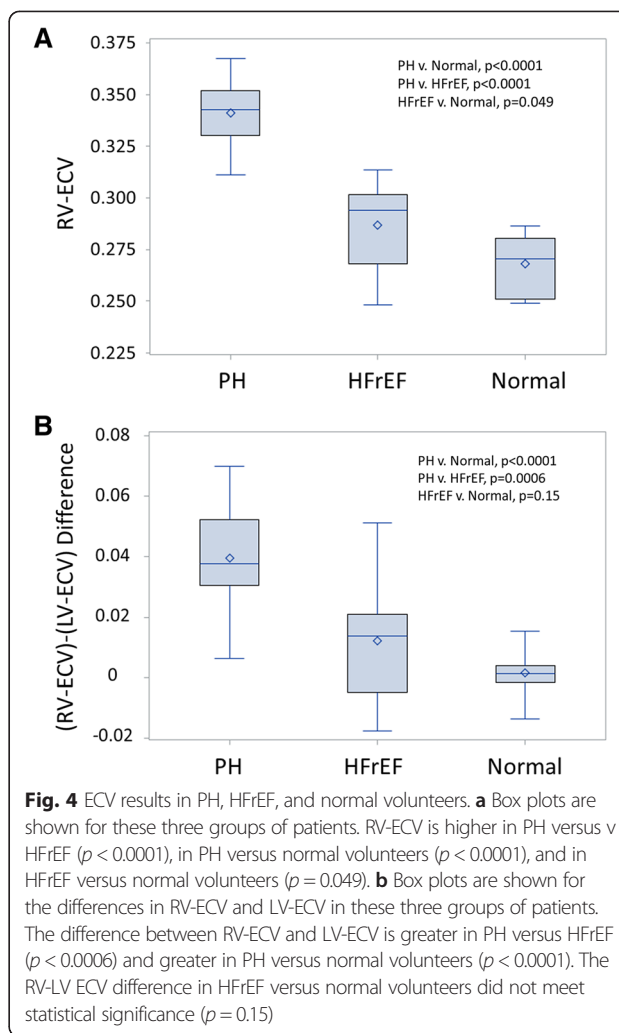 A
0.375
0.350
0.325
0.300
0.275
0.250
0.225
RV-ECV
PH v. Normal, p<0.0001
PH v. HFrEF, p<0.0001
HFrEF v. Normal, p=0.049
PH HFrEF Normal
B
0.08
0.06
0.04
0.02
0
-0.02
(RV-ECV)-(LV-ECV) Difference
PH v. Normal, p<0.0001
PH v. HFrEF, p=0.0006
HFrEF v. Normal, p=0.15
PH HFrEF Normal
Fig. 4 ECV results in PH, HFrEF, and normal volunteers. a Box plots are
shown for these three groups of patients. RV-ECV is higher in PH versus v
HFrEF (p < 0.0001), in PH versus normal volunteers (p < 0.0001), and in
HFrEF versus normal volunteers (p = 0.049). b Box plots are shown for
the differences in RV-ECV and LV-ECV in these three groups of patients.
The difference between RV-ECV and LV-ECV is greater in PH versus HFrEF
(p < 0.0006) and greater in PH versus normal volunteers (p < 0.0001). The
RV-LV ECV difference in HFrEF versus normal volunteers did not meet
statistical significance (p = 0.15)